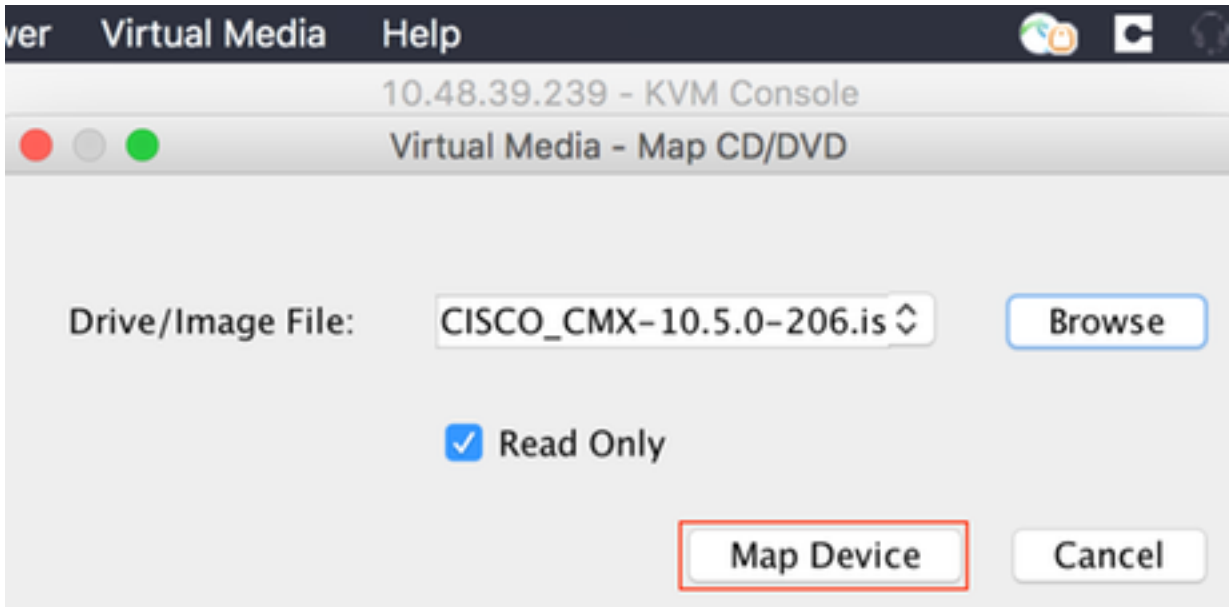 wer Virtual Media Help
10.48.39.239 - KVM Console
Virtual Media - Map CD/DVD
Drive/Image File: CISCO_CMX-10.5.0-206.is Browse
Read Only
Map Device Cancel